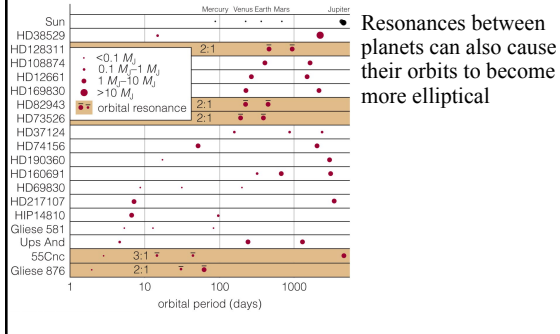 Mercury Venus Earth Mars Jupiter
Sun
HD38529
HD128311 2:1
HD108874
HD12661
HD169830
HD82943 2:1
HD73526 2:1
HD37124
HD74156
HD190360
HD160691
HD69830
HD217107
HIP14810
Gliese 581
Ups And
55Cnc 3:1
Gliese 876 2:1
<0.1 MJ
0.1 MJ–1 MJ
1 MJ–10 MJ
>10 MJ
orbital resonance
1 10 100 1000
orbital period (days)
Resonances between
planets can also cause
their orbits to become
more elliptical